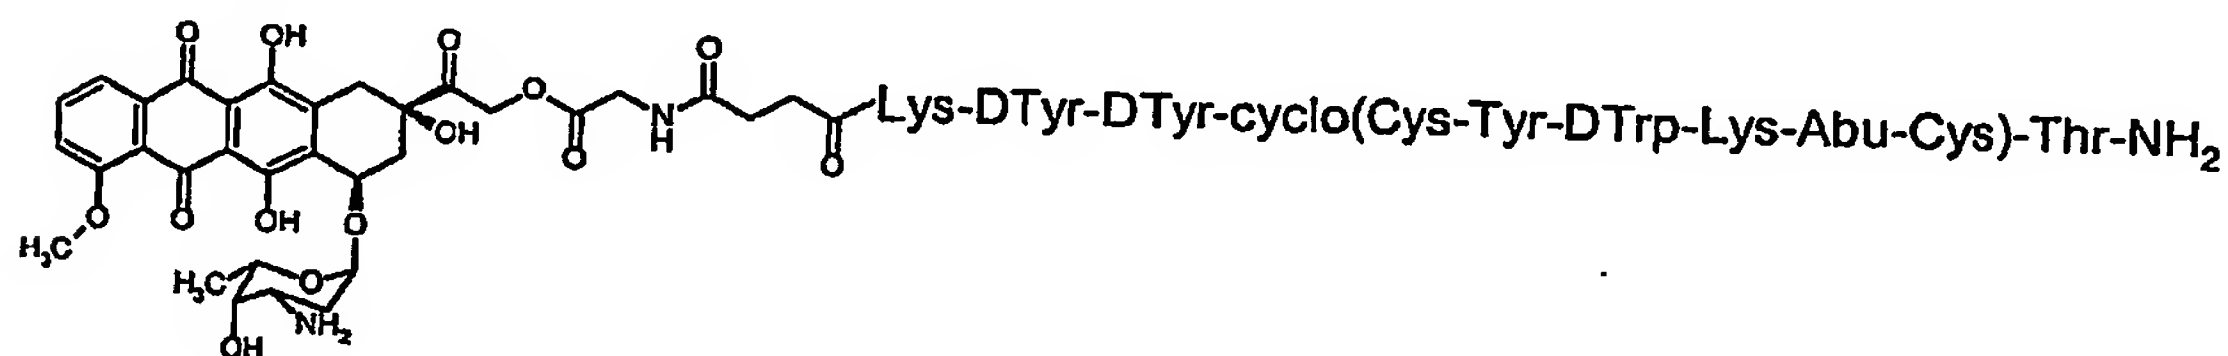 O OH O O
O NH O
OH
Lys-DTyr-DTyr-cyclo(Cys-Tyr-DTrp-Lys-Abu-Cys)-Thr-NH2
O O O OH O
H3C
H3C O
NH2
OH